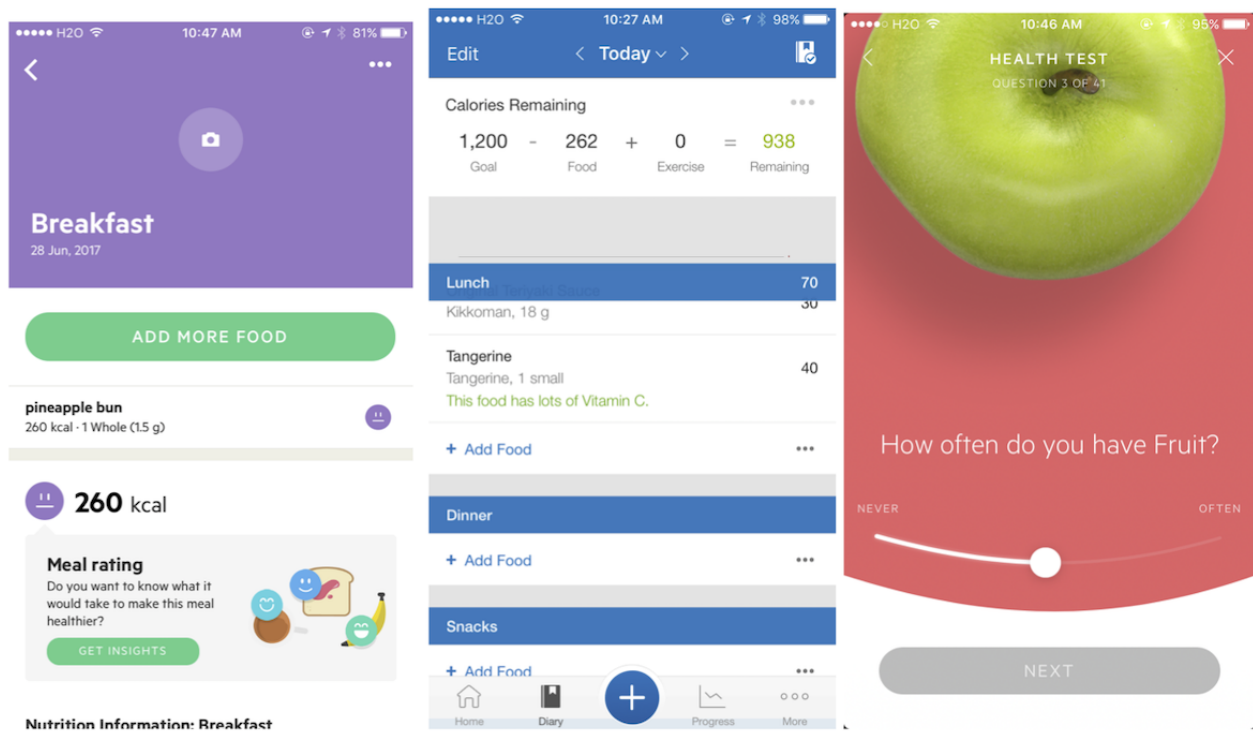 H2O 10:47 AM 81%
Breakfast
28 Jun, 2017
ADD MORE FOOD
pineapple bun
260 kcal · 1 Whole (1.5 g)
260 kcal
Meal rating
Do you want to know what it
would take to make this meal
healthier?
GET INSIGHTS
Nutrition Information: Breakfast
H2O 10:27 AM 98%
Edit < Today >
Calories Remaining
1,200 - 262 + 0 = 938
Goal Food Exercise Remaining
Lunch 70
Original Teriyaki Sauce
Kikkoman, 18 g 30
Tangerine
Tangerine, 1 small 40
This food has lots of Vitamin C.
+ Add Food
Dinner
+ Add Food
Snacks
+ Add Food
Home Diary Progress More
H2O 10:46 AM 95%
HEALTH TEST
QUESTION 3 OF 41
How often do you have Fruit?
NEVER OFTEN
NEXT